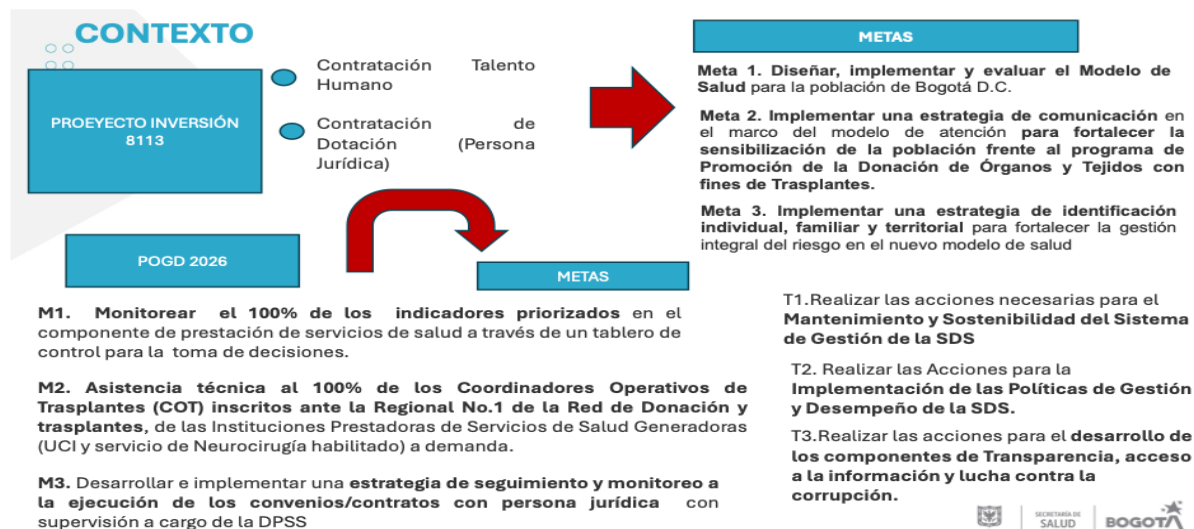 CONTEXTO
PROEYECTO INVERSIÓN
8113
Contratación Talento
Humano
Contratación de
Dotación (Persona
Jurídica)
METAS
Meta 1. Diseñar, implementar y evaluar el Modelo de
Salud para la población de Bogotá D.C.
Meta 2. Implementar una estrategia de comunicación en
el marco del modelo de atención para fortalecer la
sensibilización de la población frente al programa de
Promoción de la Donación de Órganos y Tejidos con
fines de Trasplantes.
Meta 3. Implementar una estrategia de identificación
individual, familiar y territorial para fortalecer la gestión
integral del riesgo en el nuevo modelo de salud
POGD 2026
METAS
M1. Monitorear el 100% de los indicadores priorizados en el
componente de prestación de servicios de salud a través de un tablero de
control para la toma de decisiones.
M2. Asistencia técnica al 100% de los Coordinadores Operativos de
Trasplantes (COT) inscritos ante la Regional No.1 de la Red de Donación y
trasplantes, de las Instituciones Prestadoras de Servicios de Salud Generadoras
(UCI y servicio de Neurocirugía habilitado) a demanda.
M3. Desarrollar e implementar una estrategia de seguimiento y monitoreo a
la ejecución de los convenios/contratos con persona jurídica con
supervisión a cargo de la DPSS
T1.Realizar las acciones necesarias para el
Mantenimiento y Sostenibilidad del Sistema
de Gestión de la SDS
T2. Realizar las Acciones para la
Implementación de las Políticas de Gestión
y Desempeño de la SDS.
T3.Realizar las acciones para el desarrollo de
los componentes de Transparencia, acceso
a la información y lucha contra la
corrupción.
SECRETARÍA DE
SALUD
BOGOTÁ